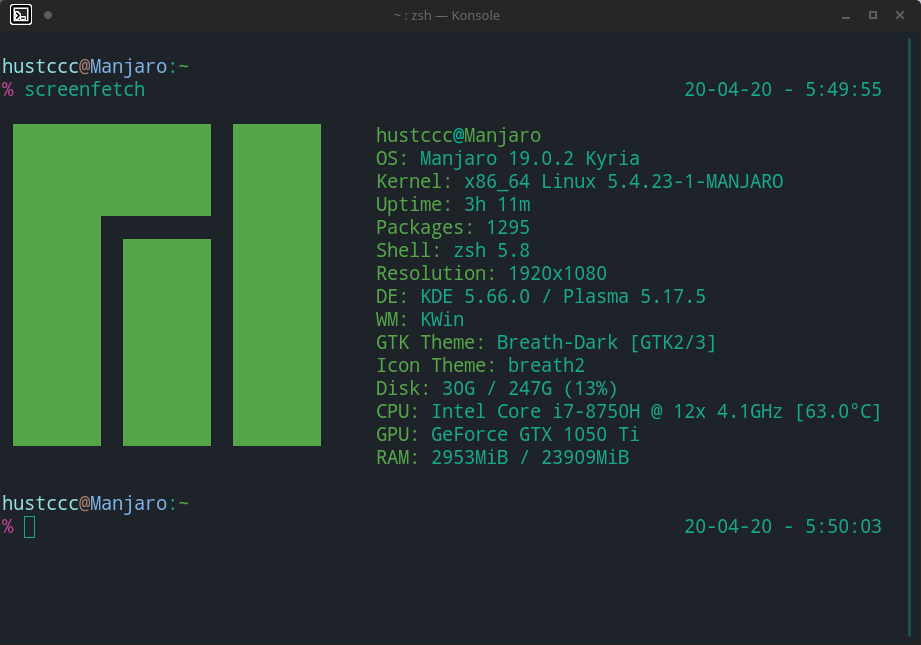 ~ : zsh — Konsole
hustccc@Manjaro:~
% screenfetch 20-04-20 - 5:49:55
hustccc@Manjaro
OS: Manjaro 19.0.2 Kyria
Kernel: x86_64 Linux 5.4.23-1-MANJARO
Uptime: 3h 11m
Packages: 1295
Shell: zsh 5.8
Resolution: 1920x1080
DE: KDE 5.66.0 / Plasma 5.17.5
WM: KWin
GTK Theme: Breath-Dark [GTK2/3]
Icon Theme: breath2
Disk: 30G / 247G (13%)
CPU: Intel Core i7-8750H @ 12x 4.1GHz [63.0°C]
GPU: GeForce GTX 1050 Ti
RAM: 2953MiB / 23909MiB
hustccc@Manjaro:~
% 20-04-20 - 5:50:03